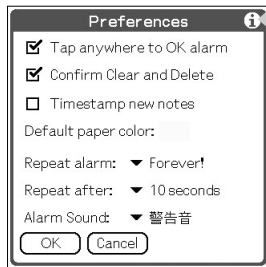 Preferences
Tap anywhere to OK alarm
Confirm Clear and Delete
Timestamp new notes
Default paper color:
Repeat alarm: Forever!
Repeat after: 10 seconds
Alarm Sound: 警告音
OK Cancel